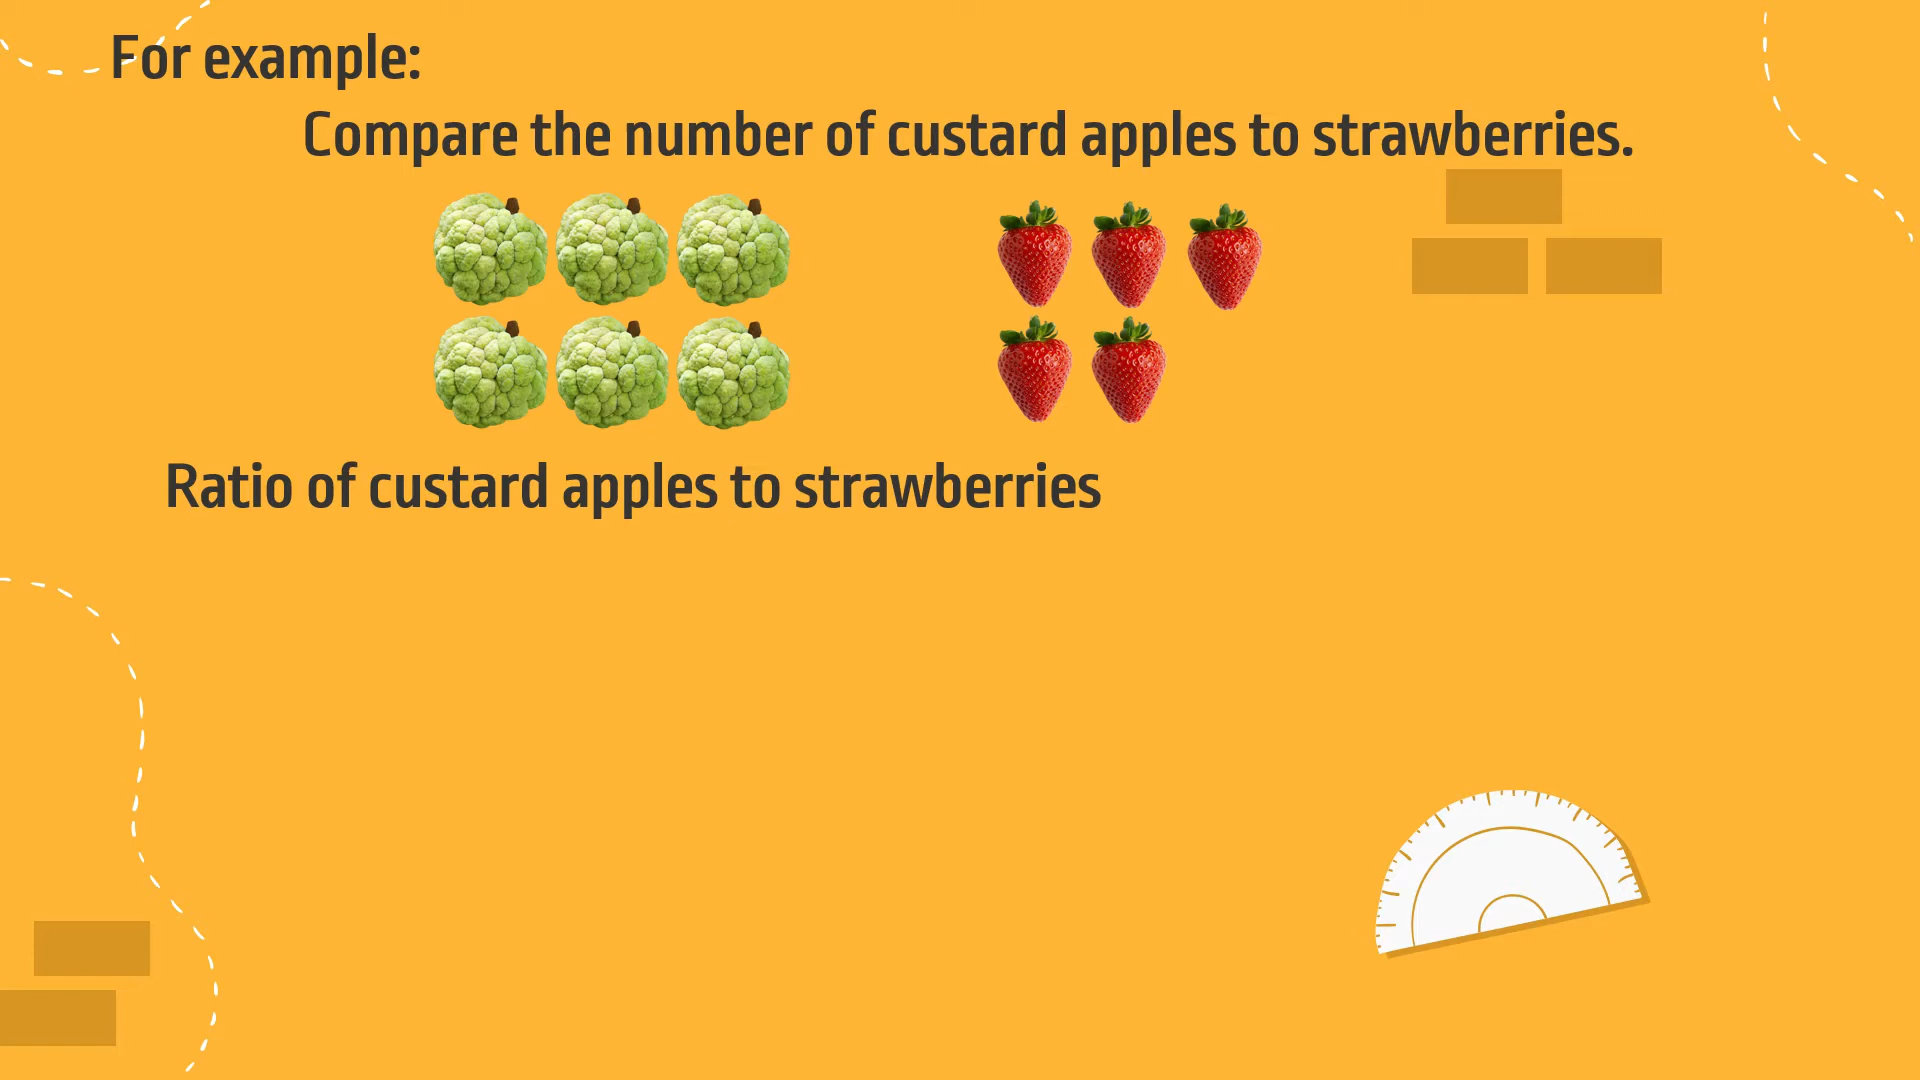 For example:
Compare the number of custard apples to strawberries.
Ratio of custard apples to strawberries